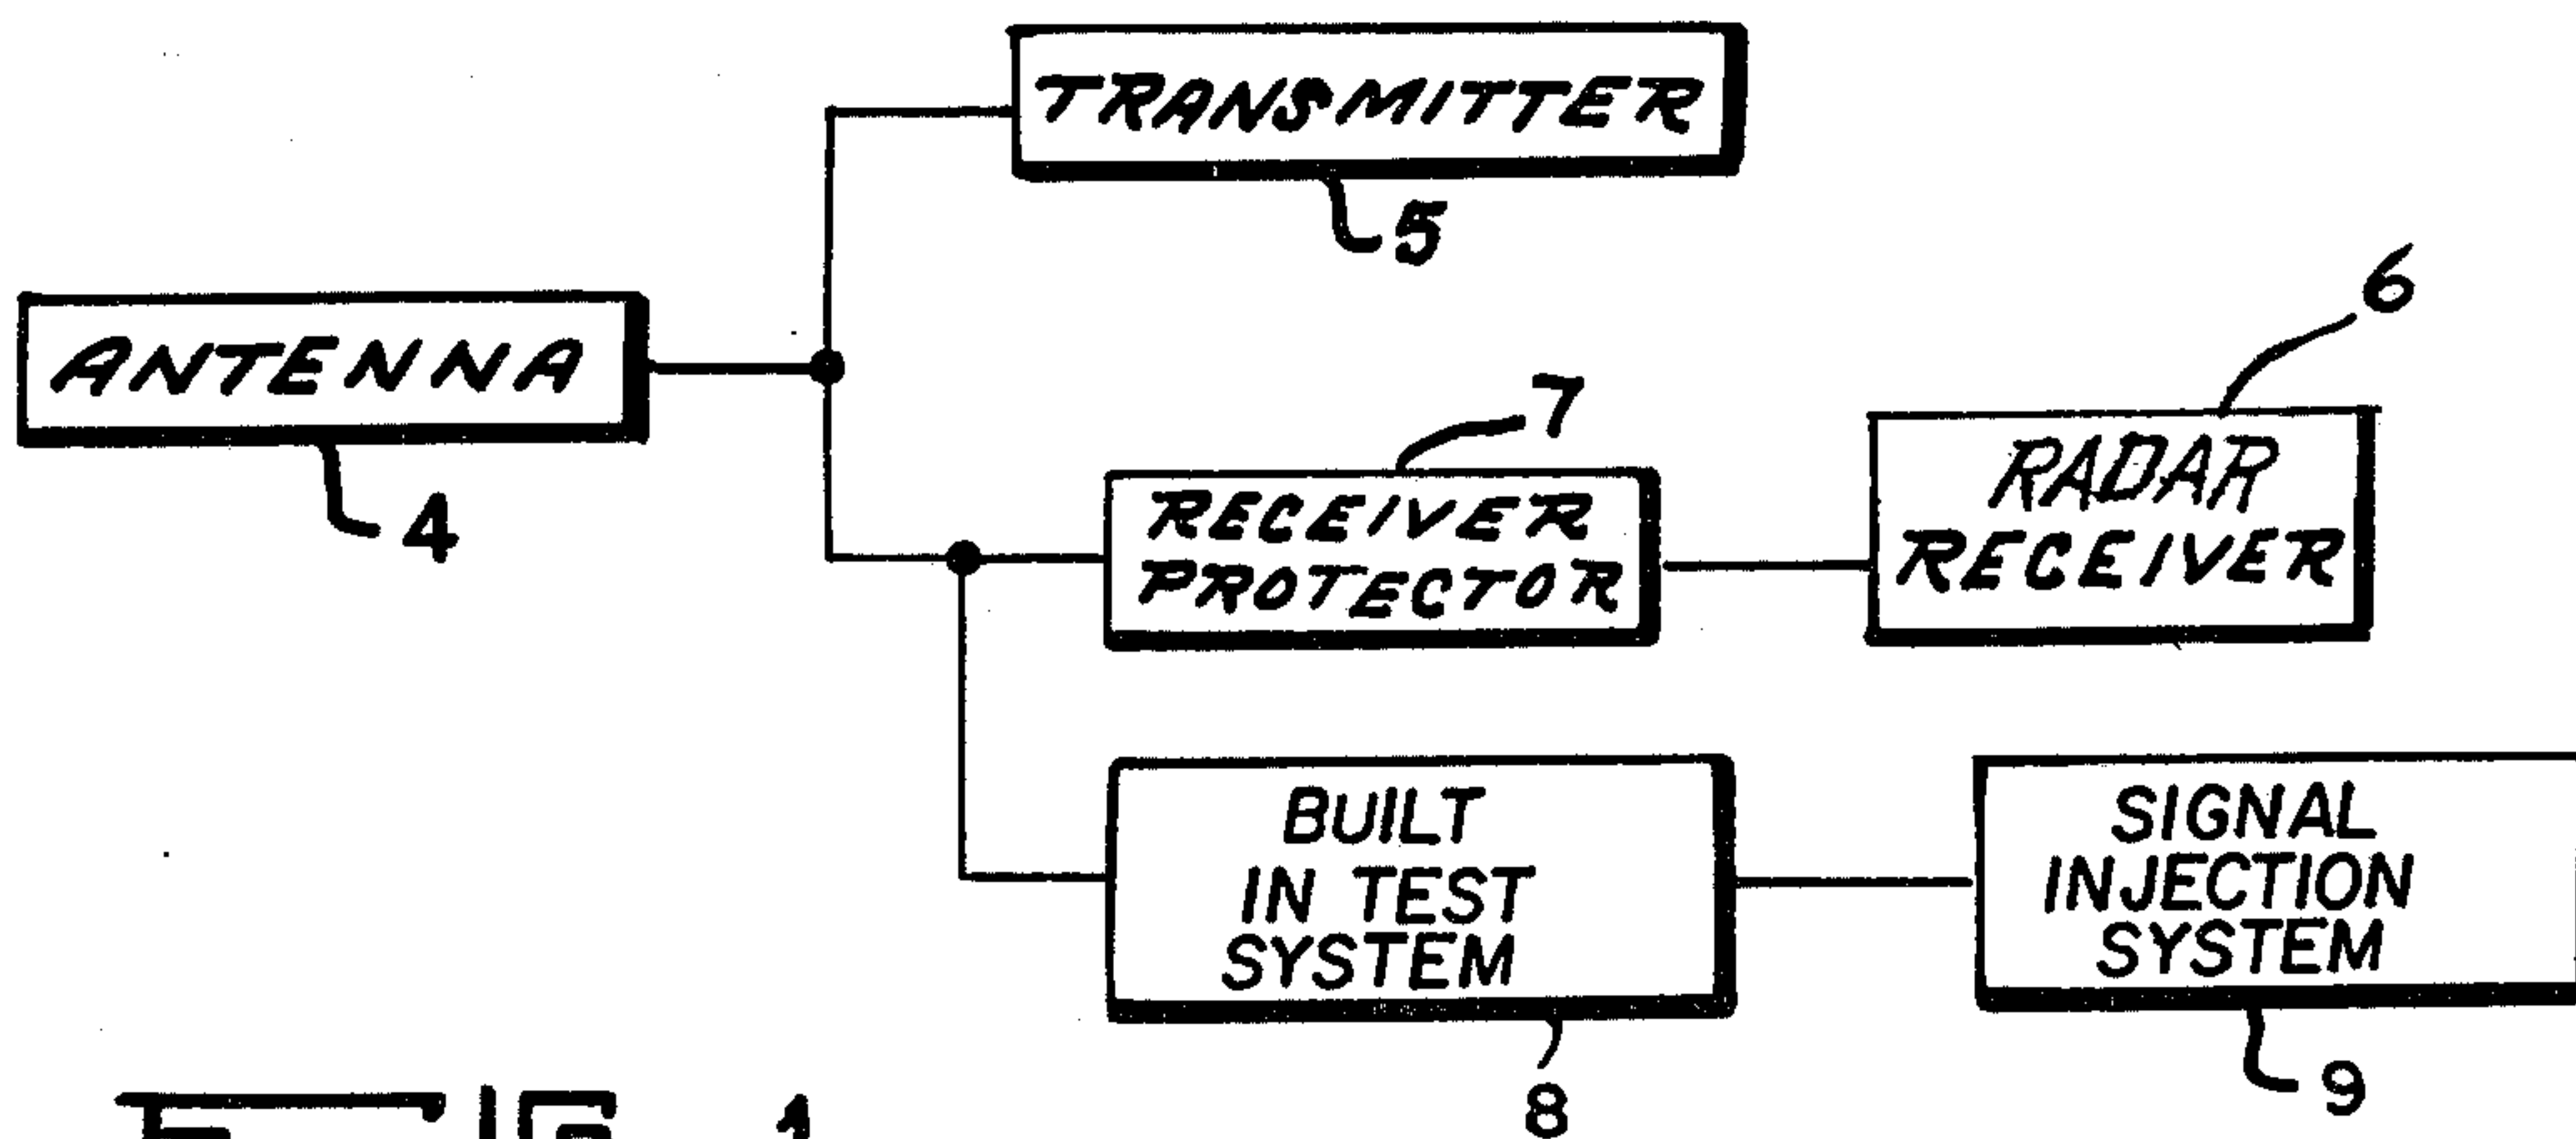 TRANSMITTER
5
ANTENNA
4
6
7
RADAR
RECEIVER
RECEIVER
PROTECTOR
BUILT
IN TEST
SYSTEM
SIGNAL
INJECTION
SYSTEM
8
9